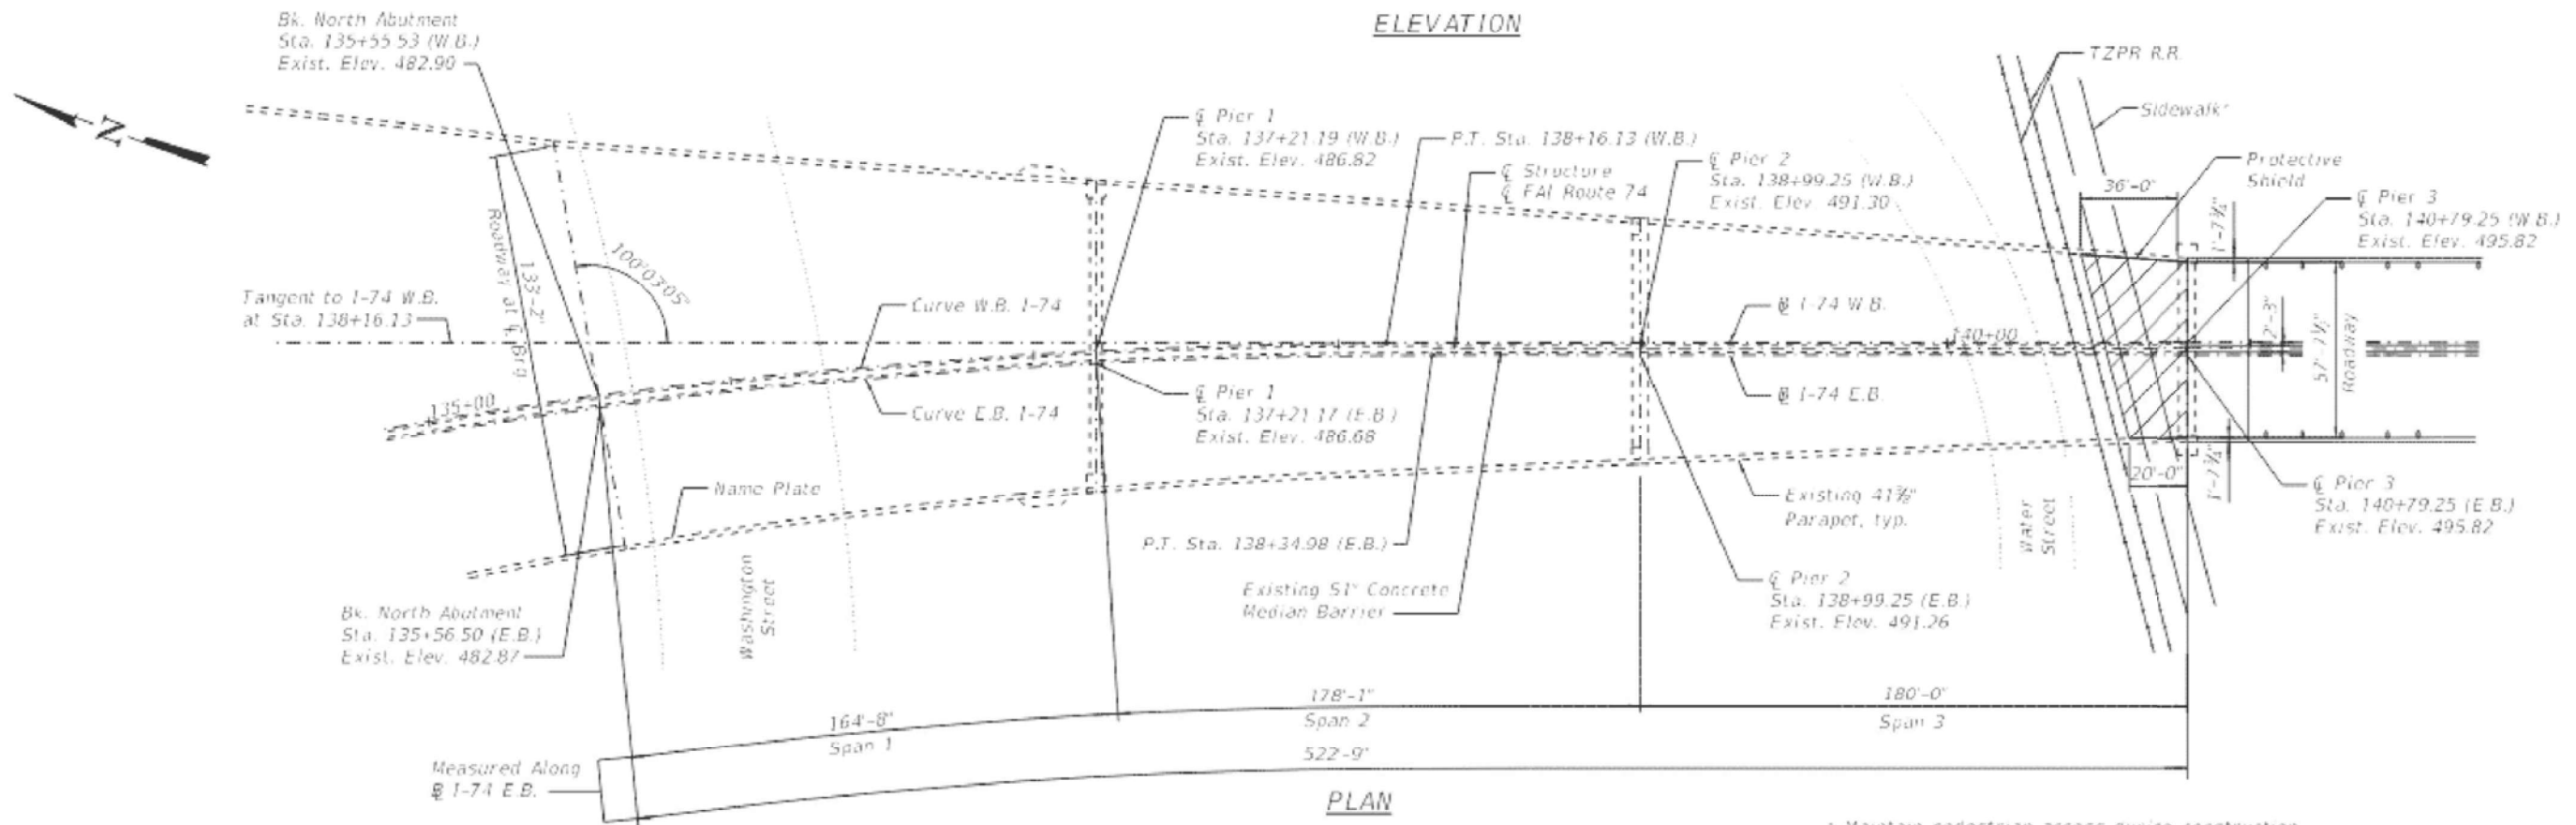 ELEVATION
Bk. North Abutment
Sta. 135+55.53 (W.B.)
Exist. Elev. 482.90
TZPR R.R.
Sidewalk*
N
℄ Pier 1
Sta. 137+21.19 (W.B.)
Exist. Elev. 486.82
P.T. Sta. 138+16.13 (W.B.)
℄ Structure
℄ FAI Route 74
℄ Pier 2
Sta. 138+99.25 (W.B.)
Exist. Elev. 491.30
Protective
Shield
36'-0"
℄ Pier 3
Sta. 140+79.25 (W.B.)
Exist. Elev. 495.82
1'-7¾"
Roadway at ℄ Brg
133'-2"
100°03'05"
Tangent to I-74 W.B.
at Sta. 138+16.13
Curve W.B. I-74
I-74 W.B.
140+00
2'-3"
57'-7½"
Roadway
135+00
Curve E.B. I-74
℄ Pier 1
Sta. 137+21.17 (E.B.)
Exist. Elev. 486.68
I-74 E.B.
Name Plate
20'-0"
1'-7¾"
℄ Pier 3
Sta. 140+79.25 (E.B.)
Exist. Elev. 495.82
Existing
Parapet, typ.
Water
Street
P.T. Sta. 138+34.98 (E.B.)
Existing 51" Concrete
Median Barrier
℄ Pier 2
Sta. 138+99.25 (E.B.)
Exist. Elev. 491.26
Washington
Street
Bk. North Abutment
Sta. 135+56.50 (E.B.)
Exist. Elev. 482.87
164'-8"
Span 1
178'-1"
Span 2
180'-0"
Span 3
522'-9"
Measured Along
I-74 E.B.
PLAN